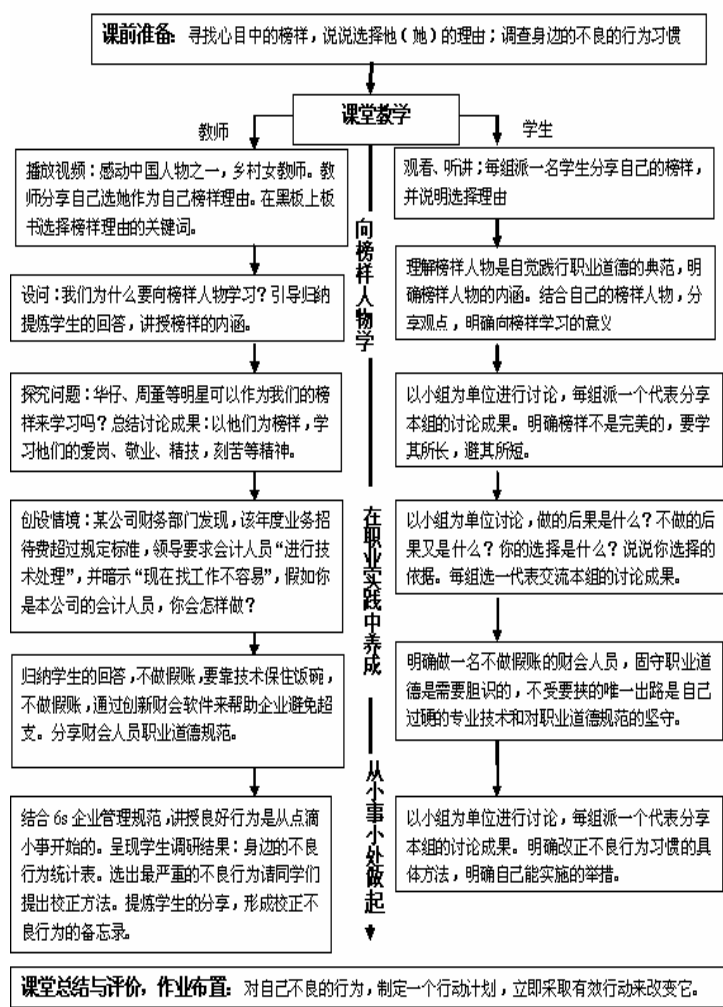 课前准备：寻找心目中的榜样，说说选择他（她）的理由；调查身边的不良的行为习惯
课堂教学
教师
学生
播放视频：感动中国人物之一，乡村女教师。教
师分享自己选她作为自己榜样理由。在黑板上板
书选择榜样理由的关键词。
观看、听讲；每组派一名学生分享自己的榜样，
并说明选择理由
向榜样人物学
设问：我们为什么要向榜样人物学习？引导归纳
提炼学生的回答，讲授榜样的内涵。
理解榜样人物是自觉践行职业道德的典范，明
确榜样人物的内涵。结合自己的榜样人物，分
享观点，明确向榜样学习的意义
探究问题：华仔、周董等明星可以作为我们的榜
样来学习吗？总结讨论成果：以他们为榜样，学
习他们的爱岗、敬业、精技，刻苦等精神。
以小组为单位进行讨论，每组派一个代表分享
本组的讨论成果。明确榜样不是完美的，要学
其所长，避其所短。
在职业实践中养成
创设情境：某公司财务部门发现，该年度业务招
待费超过规定标准，领导要求会计人员“进行技
术处理”，并暗示“现在找工作不容易”，假如你
是本公司的会计人员，你会怎样做？
以小组为单位讨论，做的后果是什么？不做的后
果又是什么？你的选择是什么？说说你选择的
依据。每组选一代表交流本组的讨论成果。
归纳学生的回答，不做假账，要靠技术保住饭碗，
不做假账，通过创新财会软件来帮助企业避免超
支。分享财会人员职业道德规范。
明确做一名不做假账的财会人员，固守职业道
德是需要胆识的，不受要挟的唯一出路是自己
过硬的专业技术和对职业道德规范的坚守。
从小事小处做起
结合 6s 企业管理规范，讲授良好行为是从点滴
小事开始的。呈现学生调研结果：身边的不良
行为统计表。选出最严重的不良行为请同学们
提出校正方法。提炼学生的分享，形成校正不
良行为的备忘录。
以小组为单位进行讨论，每组派一个代表分享
本组的讨论成果。明确改正不良行为习惯的具
体方法，明确自己能实施的举措。
课堂总结与评价，作业布置：对自己不良的行为，制定一个行动计划，立即采取有效行动来改变它。